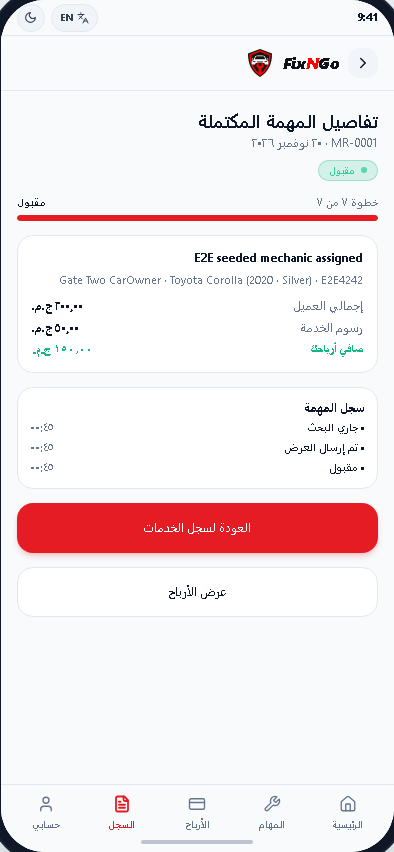 9:41
EN
FixNGo
تفاصيل المهمة المكتملة
MR-0001 · ٢٠ نوفمبر ٢٠٢٦
مقبول
خطوة ٧ من ٧
مقبول
E2E seeded mechanic assigned
Gate Two CarOwner · Toyota Corolla (2020 · Silver) · E2E4242
إجمالي العميل ٢٠٠,٠٠ ج.م.
رسوم الخدمة ٥٠,٠٠ ج.م.
صافي أرباحك ١٥٠,٠٠ ج.م.
سجل المهمة
• جاري البحث ٠٠:٤٥
• تم إرسال العرض ٠٠:٤٥
• مقبول ٠٠:٤٥
العودة لسجل الخدمات
عرض الأرباح
الرئيسية
المهام
الأرباح
السجل
حسابي